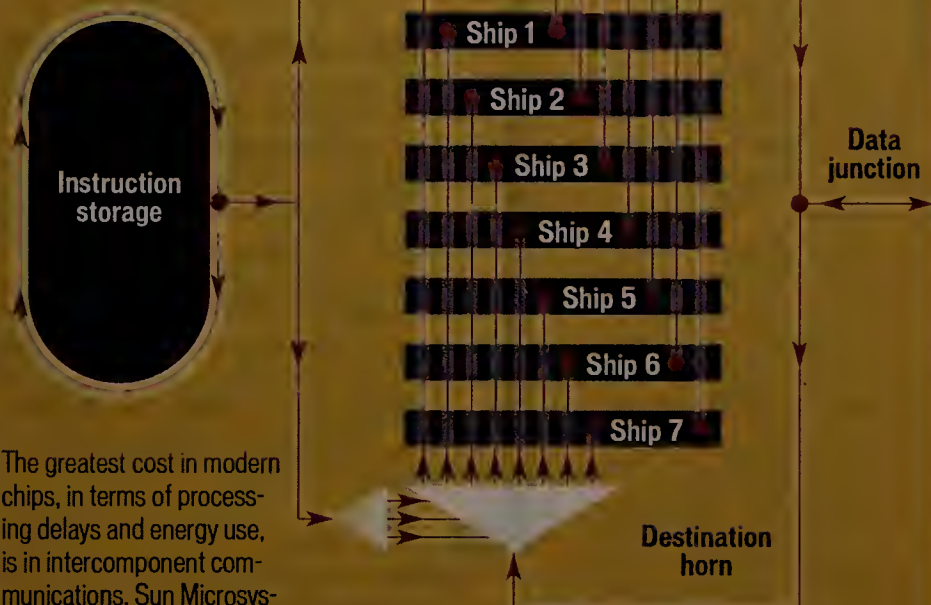 Ship 1
Ship 2
Ship 3
Ship 4
Ship 5
Ship 6
Ship 7
Instruction
storage
Data
junction
Destination
horn
The greatest cost in modern
chips, in terms of process-
ing delays and energy use,
is in intercomponent com-
munications. Sun Microsys-